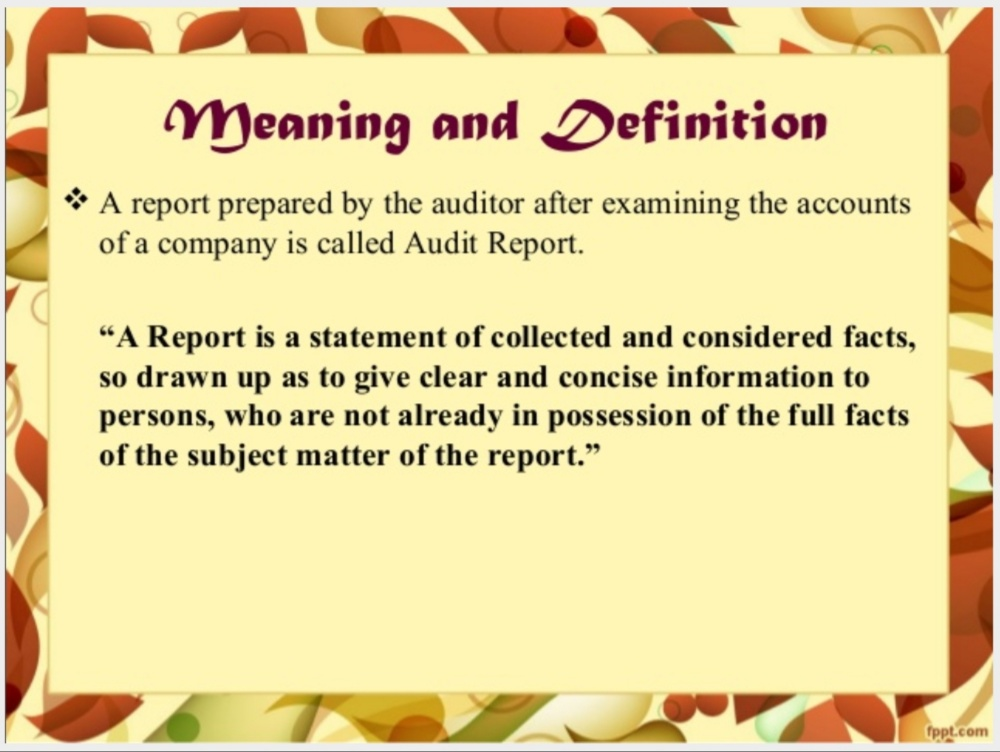 Meaning and Definition
❖ A report prepared by the auditor after examining the accounts
of a company is called Audit Report.
“A Report is a statement of collected and considered facts,
so drawn up as to give clear and concise information to
persons, who are not already in possession of the full facts
of the subject matter of the report.”
fppt.com